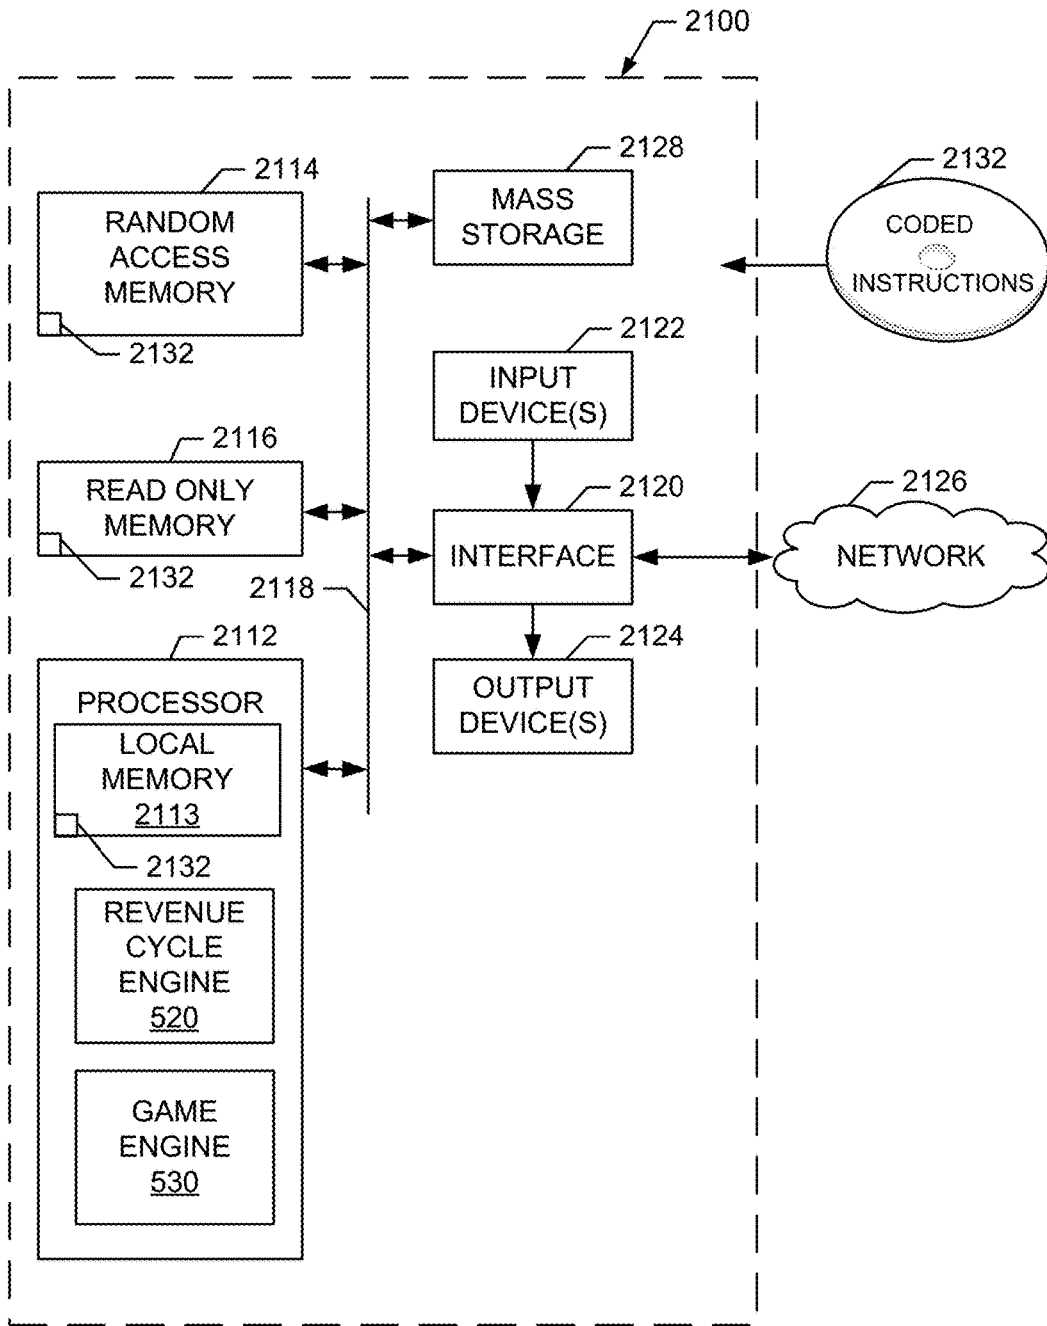 2100
2114
RANDOM
ACCESS
MEMORY
2132
2128
MASS
STORAGE
2132
CODED
INSTRUCTIONS
2122
INPUT
DEVICE(S)
2116
READ ONLY
MEMORY
2132
2118
2120
INTERFACE
2126
NETWORK
2124
OUTPUT
DEVICE(S)
2112
PROCESSOR
LOCAL
MEMORY
2113
2132
REVENUE
CYCLE
ENGINE
520
GAME
ENGINE
530